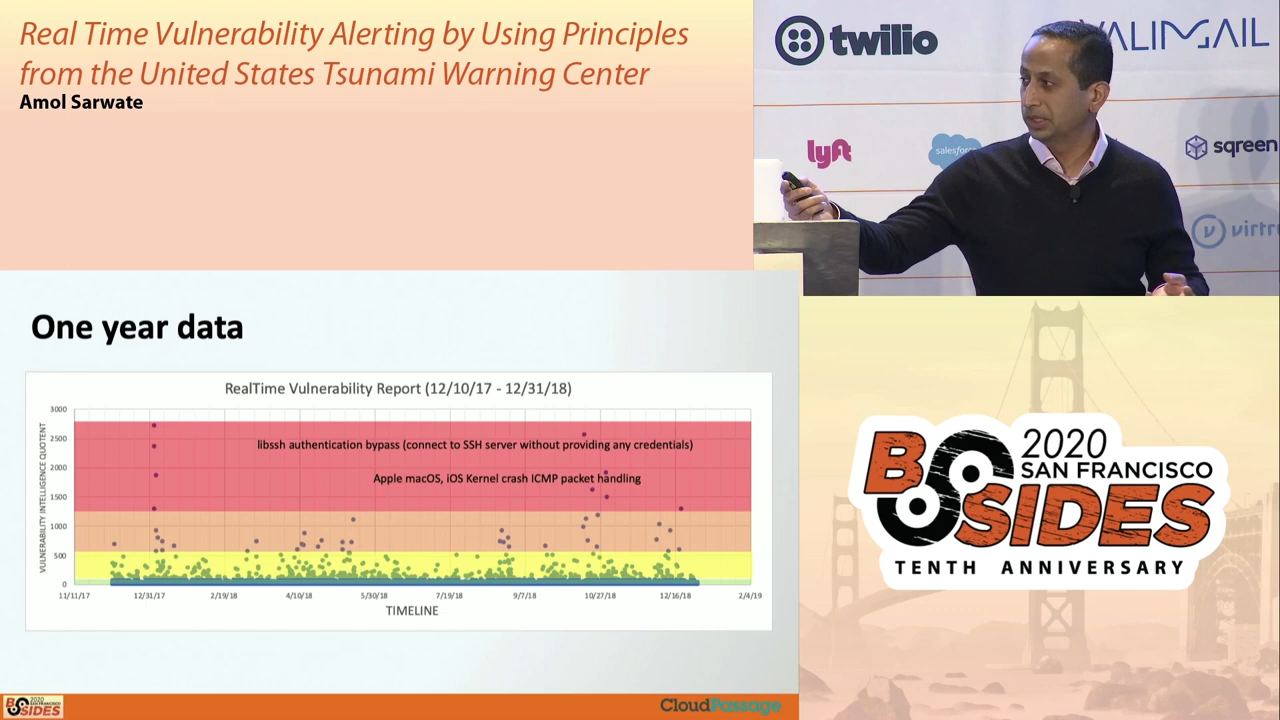 Real Time Vulnerability Alerting by Using Principles
from the United States Tsunami Warning Center
Amol Sarwate
twilio
VALIMAIL
lyft
salesforce
sqreen
virtru
One year data
RealTime Vulnerability Report (12/10/17 - 12/31/18)
VULNERABILITY INTELLIGENCE QUOTENT
3000
2500
2000
1500
1000
500
0
libssh authentication bypass (connect to SSH server without providing any credentials)
Apple macOS, iOS Kernel crash ICMP packet handling
11/11/17 12/31/17 2/19/18 4/10/18 5/30/18 7/19/18 9/7/18 10/27/18 12/16/18 2/4/19
TIMELINE
2020
SAN FRANCISCO
BSIDES
TENTH ANNIVERSARY
2020
SAN FRANCISCO
BSIDES
CloudPassage